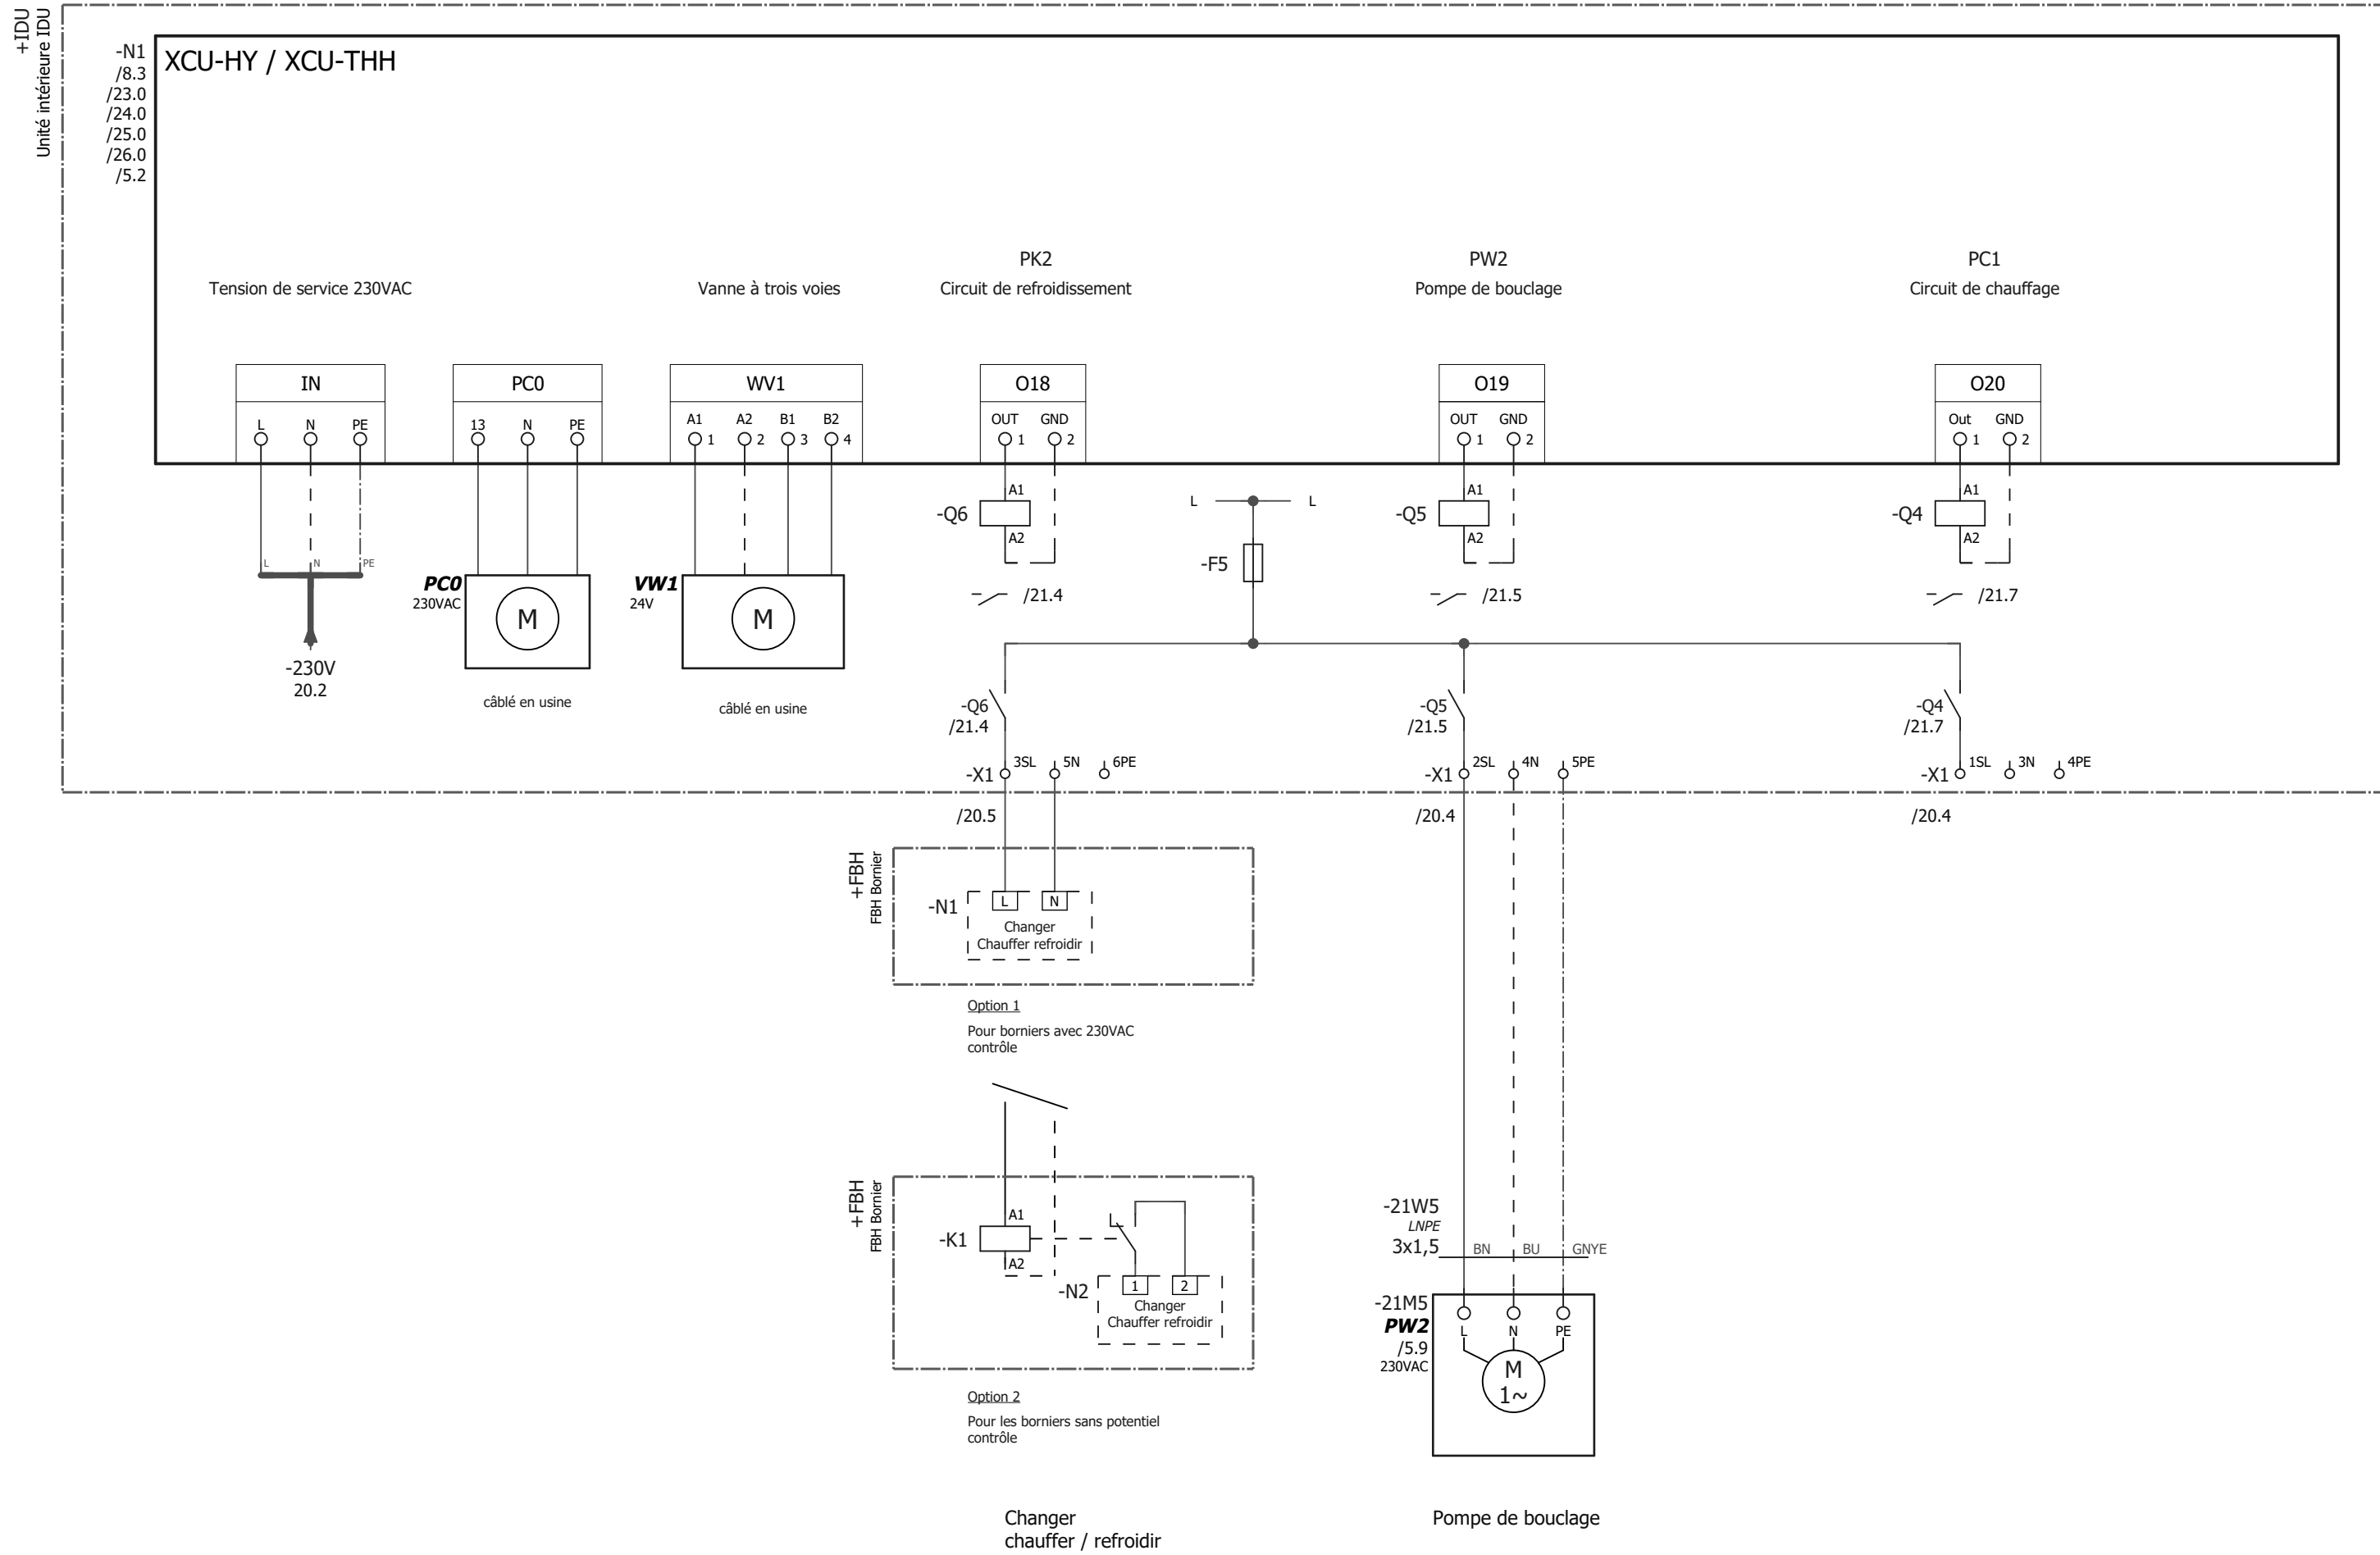 +IDU
Unité intérieure IDU
-N1
/8.3
/23.0
/24.0
/25.0
/26.0
/5.2
XCU-HY / XCU-THH
Tension de service 230VAC
Vanne à trois voies
PK2
Circuit de refroidissement
PW2
Pompe de bouclage
PC1
Circuit de chauffage
IN
L N PE
PC0
13 N PE
WV1
A1 A2 B1 B2
1 2 3 4
O18
OUT GND
1 2
O19
OUT GND
1 2
O20
Out GND
1 2
L N PE
-230V
20.2
PC0
230VAC
M
câblé en usine
VW1
24V
M
câblé en usine
-Q6
A1
A2
/21.4
L L
-F5
-Q5
A1
A2
/21.5
-Q4
A1
A2
/21.7
-Q6
/21.4
-Q5
/21.5
-Q4
/21.7
-X1 3SL 5N 6PE
-X1 2SL 4N 5PE
-X1 1SL 3N 4PE
/20.5
/20.4
/20.4
+FBH
FBH Bornier
-N1
L N
Changer
Chauffer refroidir
Option 1
Pour borniers avec 230VAC
contrôle
+FBH
FBH Bornier
-K1
A1
A2
-N2
1 2
Changer
Chauffer refroidir
Option 2
Pour les borniers sans potentiel
contrôle
-21W5
LNPE
3x1,5
BN BU GNYE
-21M5
PW2
/5.9
230VAC
L N PE
M
1~
Changer
chauffer / refroidir
Pompe de bouclage